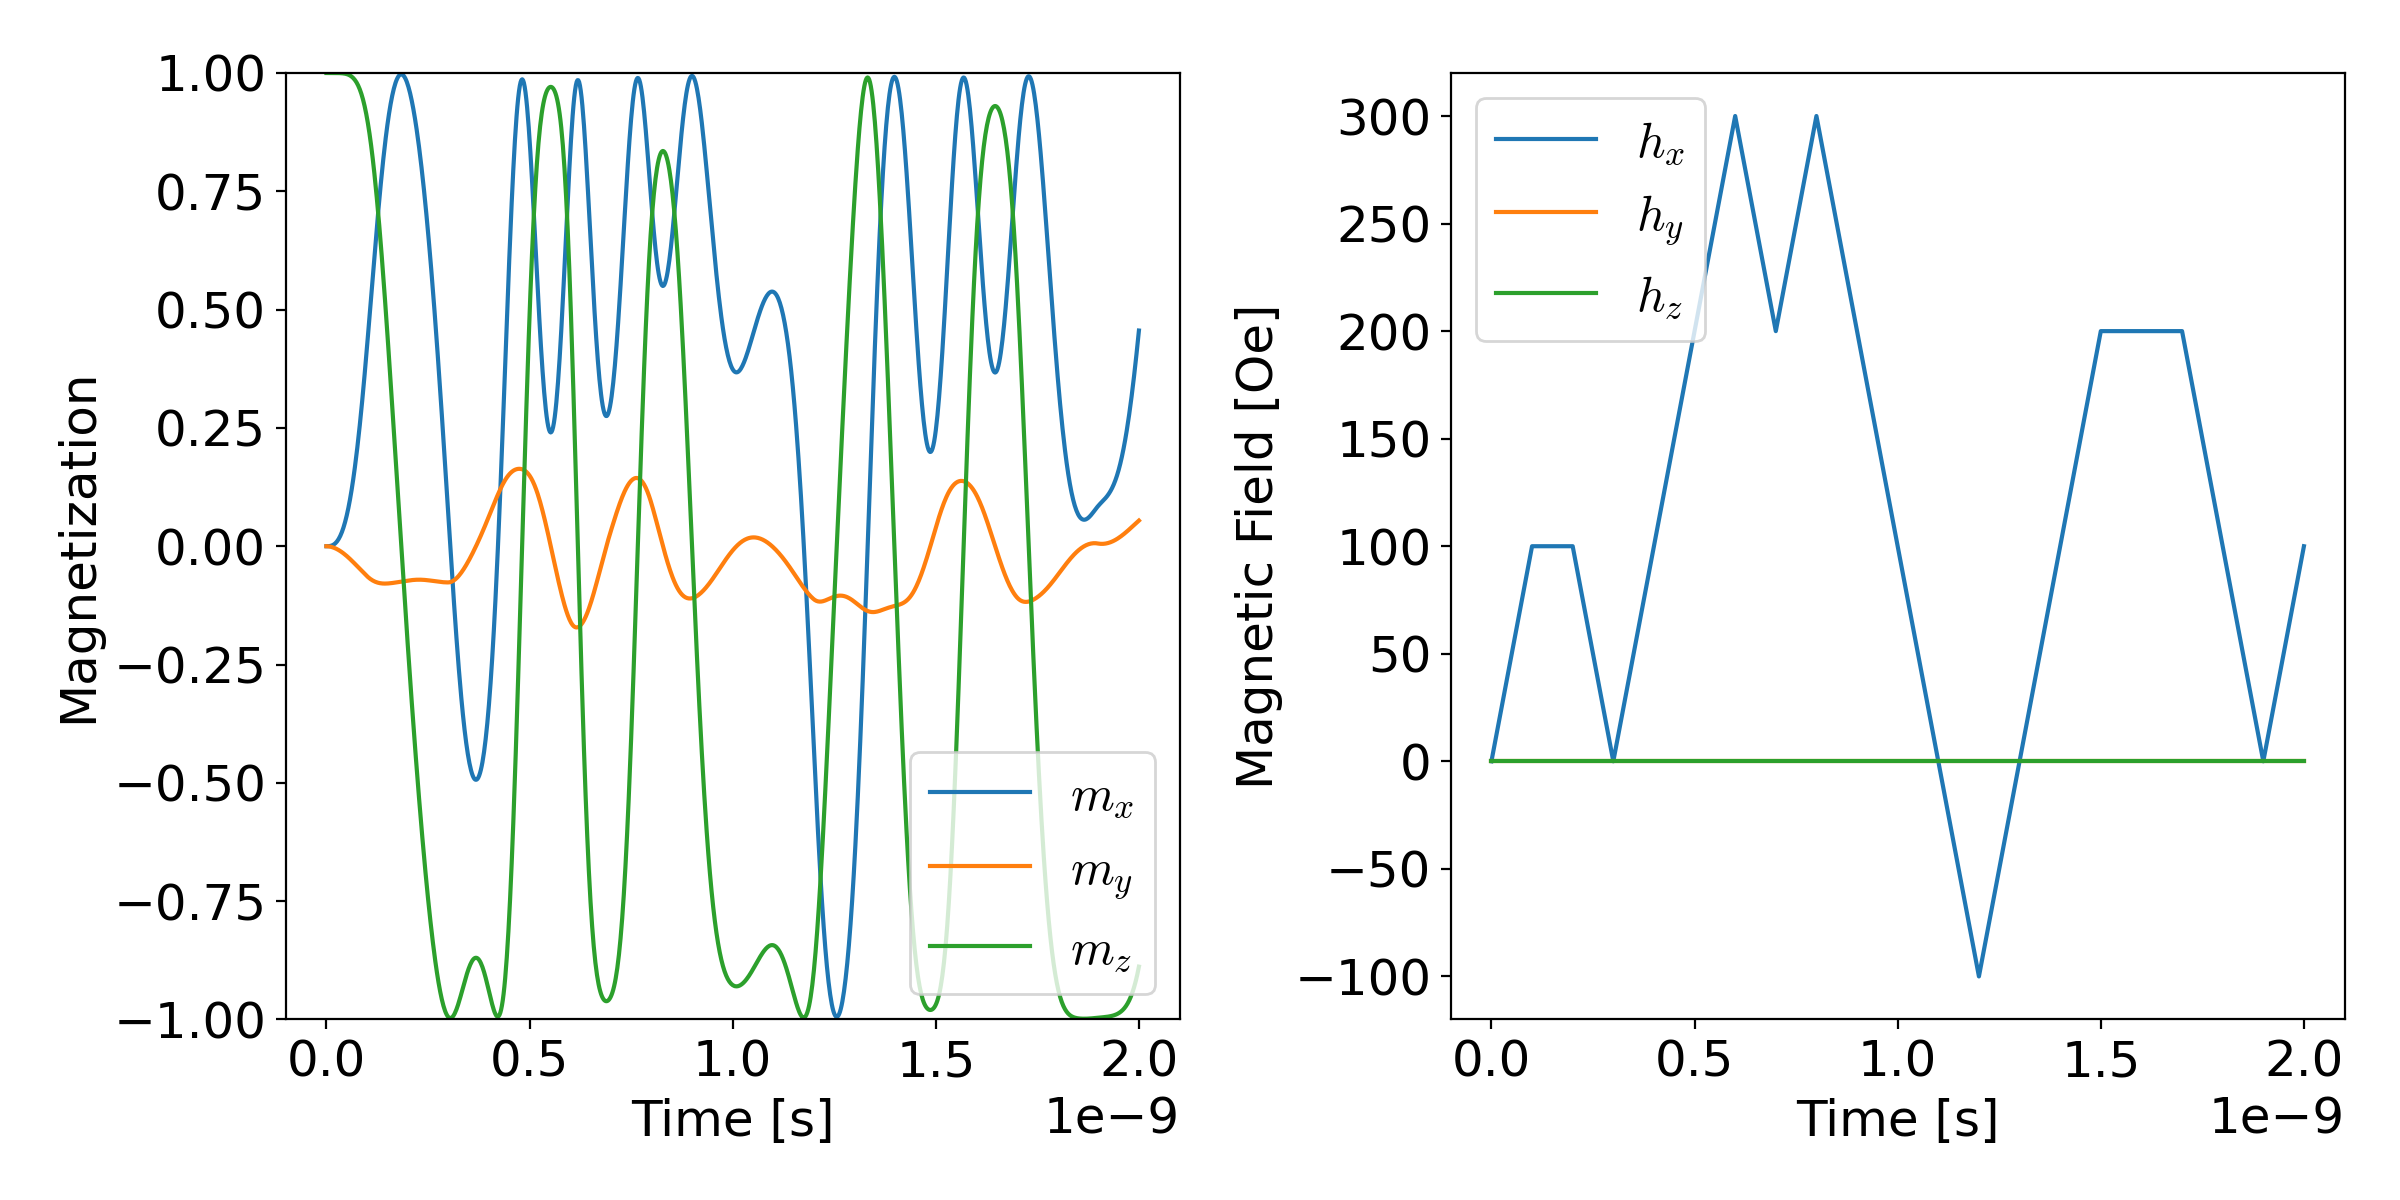 Magnetization
1.00
0.75
0.50
0.25
0.00
−0.25
−0.50
−0.75
−1.00
0.0 0.5 1.0 1.5 2.0
Time [s]
1e−9
m_x
m_y
m_z
Magnetic Field [Oe]
300
250
200
150
100
50
0
−50
−100
0.0 0.5 1.0 1.5 2.0
Time [s]
1e−9
h_x
h_y
h_z